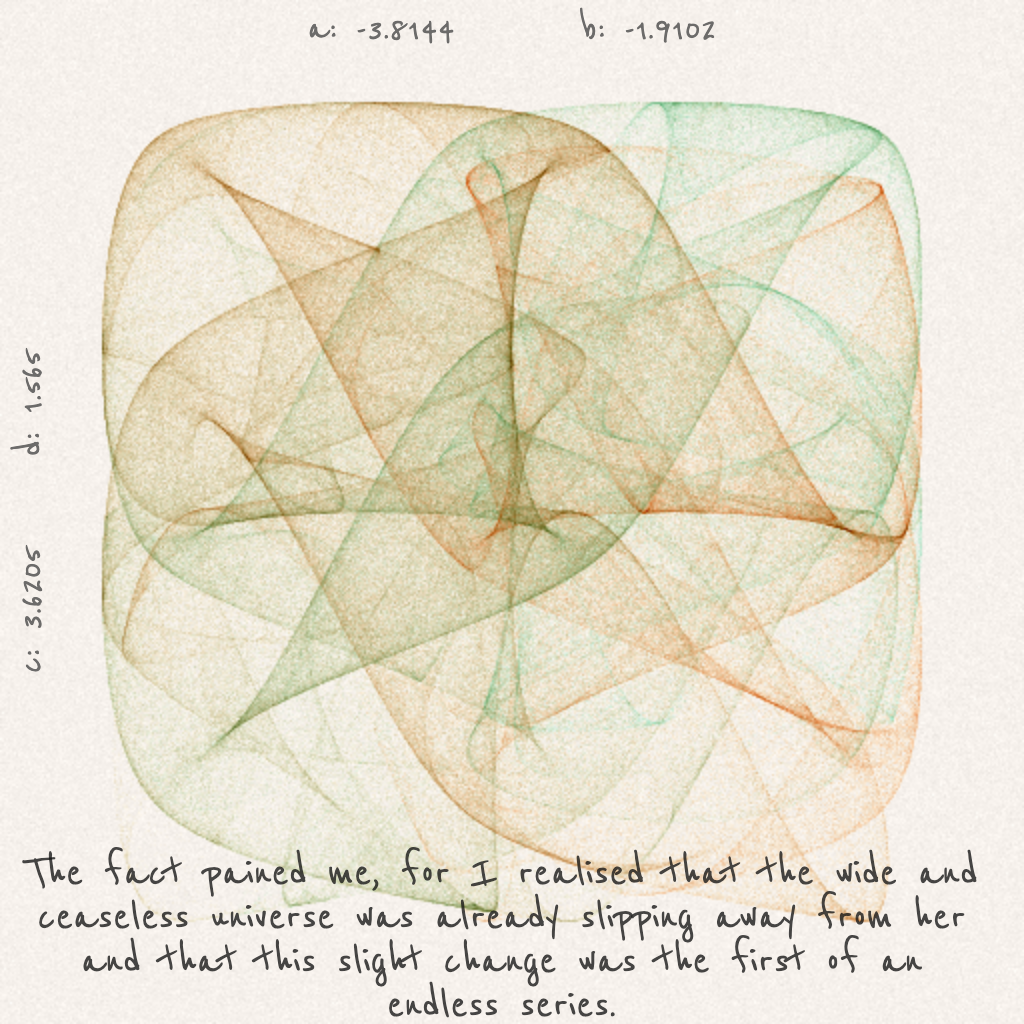 a: -3.8144 b: -1.9102
d: 1.565
c: 3.6205
The fact pained me, for I realised that the wide and
ceaseless universe was already slipping away from her
and that this slight change was the first of an
endless series.